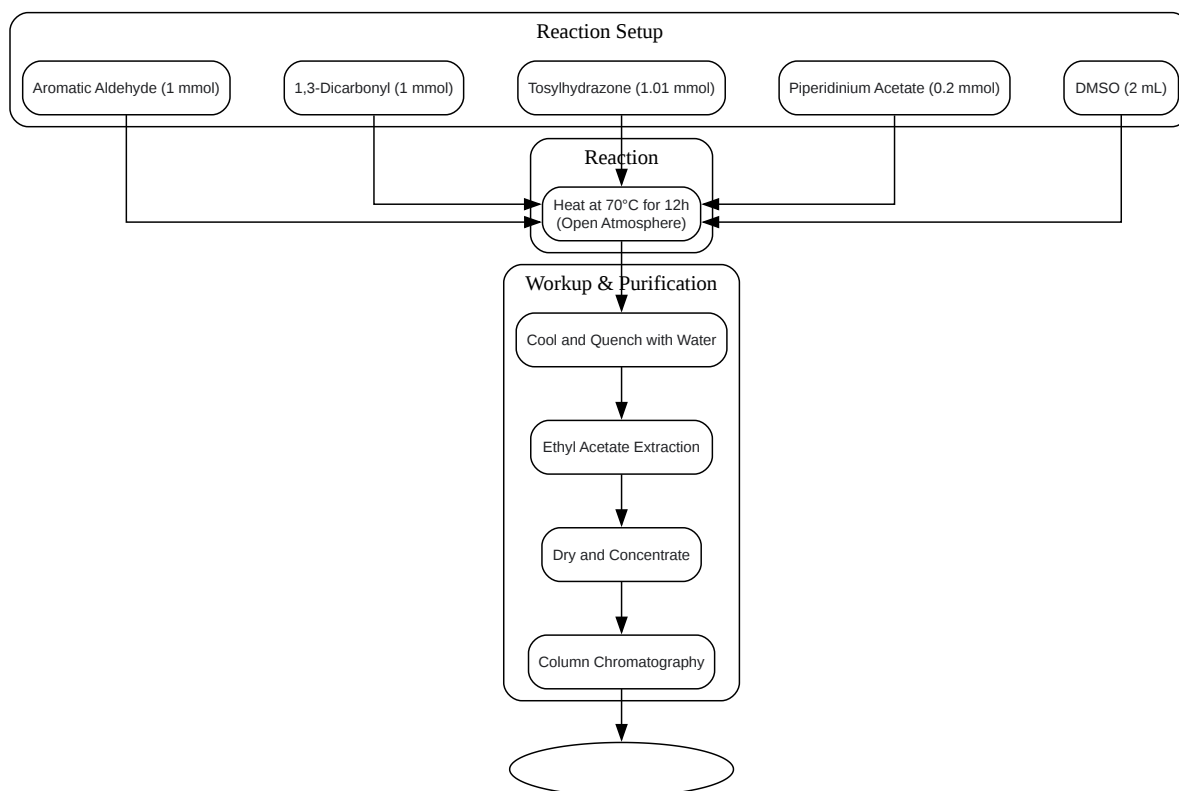 Reaction Setup
Aromatic Aldehyde (1 mmol)
1,3-Dicarbonyl (1 mmol)
Tosylhydrazone (1.01 mmol)
Piperidinium Acetate (0.2 mmol)
DMSO (2 mL)
Reaction
Heat at 70°C for 12h
(Open Atmosphere)
Workup & Purification
Cool and Quench with Water
Ethyl Acetate Extraction
Dry and Concentrate
Column Chromatography